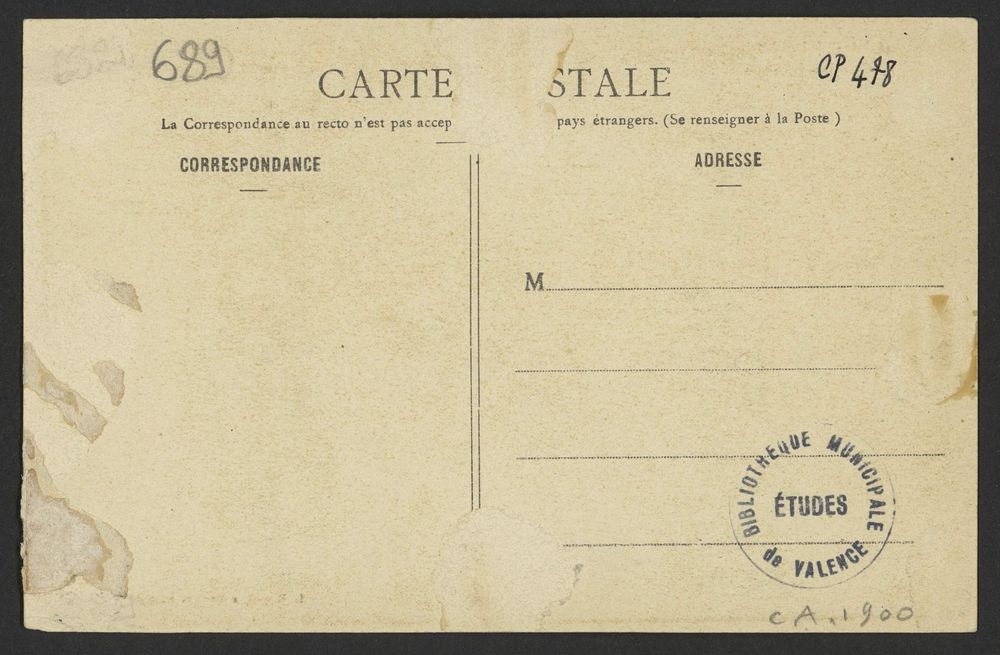 689
CP 478
CARTE STALE
La Correspondance au recto n'est pas accep pays étrangers. (Se renseigner à la Poste )
CORRESPONDANCE
ADRESSE
M
BIBLIOTHEQUE MUNICIPALE
ÉTUDES
de VALENCE
CA. 1900